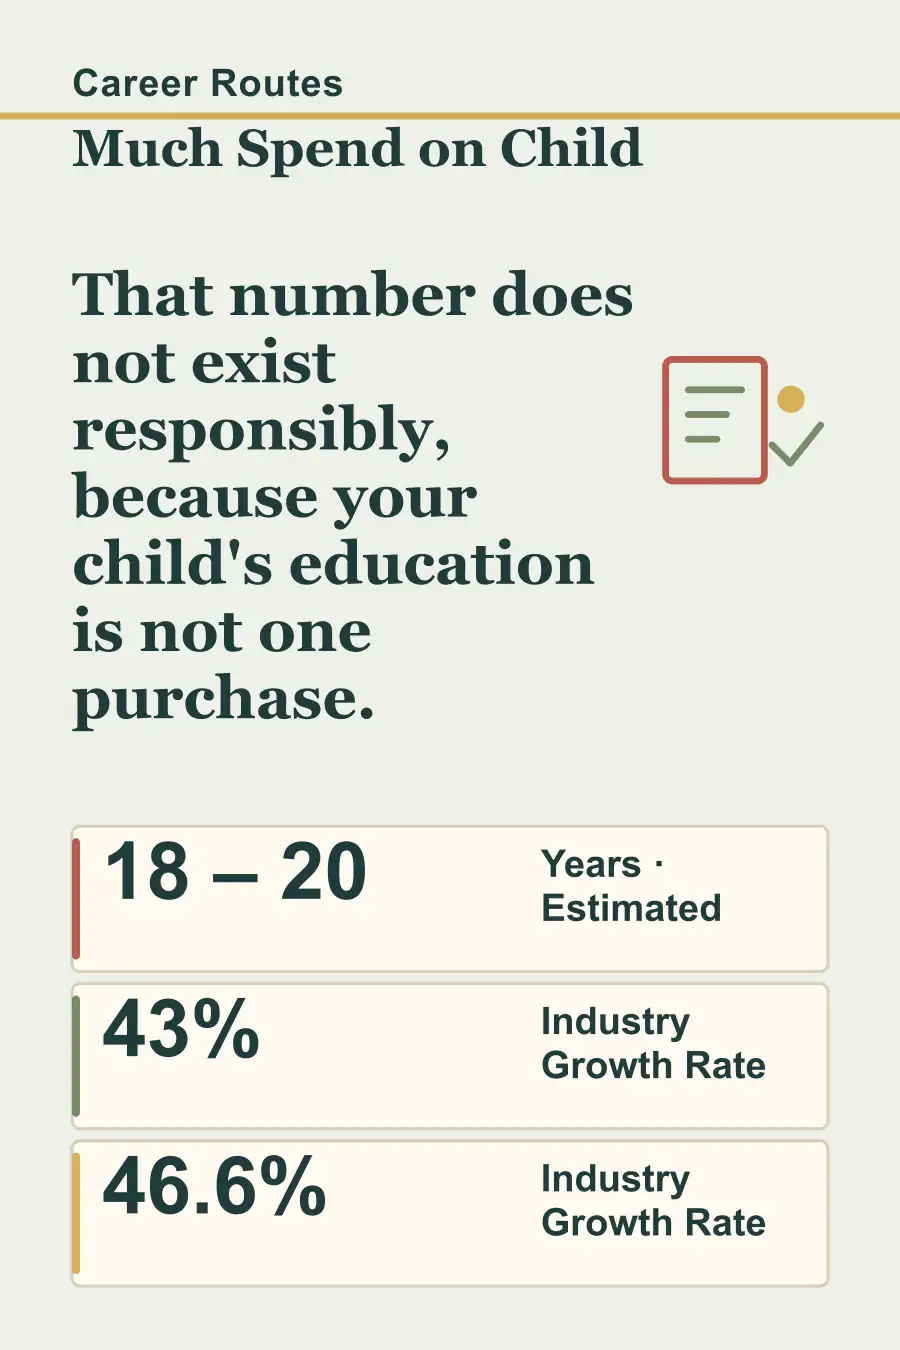 Career Routes
Much Spend on Child
That number does
not exist
responsibly,
because your
child's education
is not one
purchase.
18 – 20
Years ·
Estimated
43%
Industry
Growth Rate
46.6%
Industry
Growth Rate